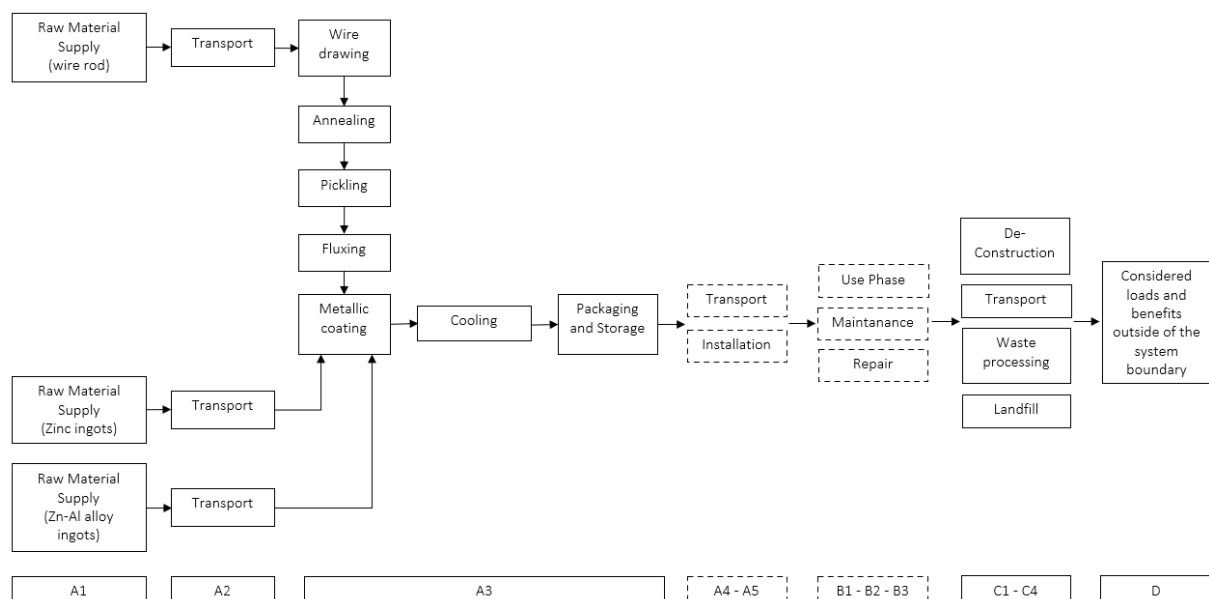 Raw Material
Supply
(wire rod)
Transport
Wire
drawing
Annealing
Pickling
Fluxing
Metallic
coating
Cooling
Packaging
and Storage
Transport
Installation
Use Phase
Maintanance
Repair
De-
Construction
Transport
Waste
processing
Landfill
Considered
loads and
benefits
outside of the
system
boundary
Raw Material
Supply
(Zinc ingots)
Transport
Raw Material
Supply
(Zn-Al alloy
ingots)
Transport
A1
A2
A3
A4 - A5
B1 - B2 - B3
C1 - C4
D